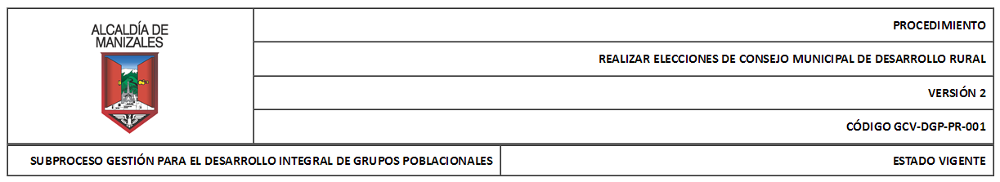 ALCALDÍA DE
MANIZALES
PROCEDIMIENTO
REALIZAR ELECCIONES DE CONSEJO MUNICIPAL DE DESARROLLO RURAL
VERSIÓN 2
CÓDIGO GCV-DGP-PR-001
SUBPROCESO GESTIÓN PARA EL DESARROLLO INTEGRAL DE GRUPOS POBLACIONALES
ESTADO VIGENTE